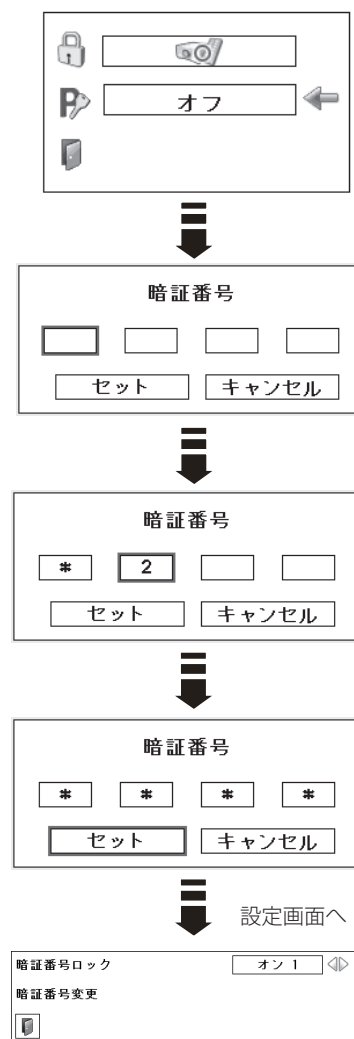 オフ
暗証番号
セット キャンセル
暗証番号
* 2
セット キャンセル
暗証番号
* * * *
セット キャンセル
設定画面へ
暗証番号ロック オン 1
暗証番号変更